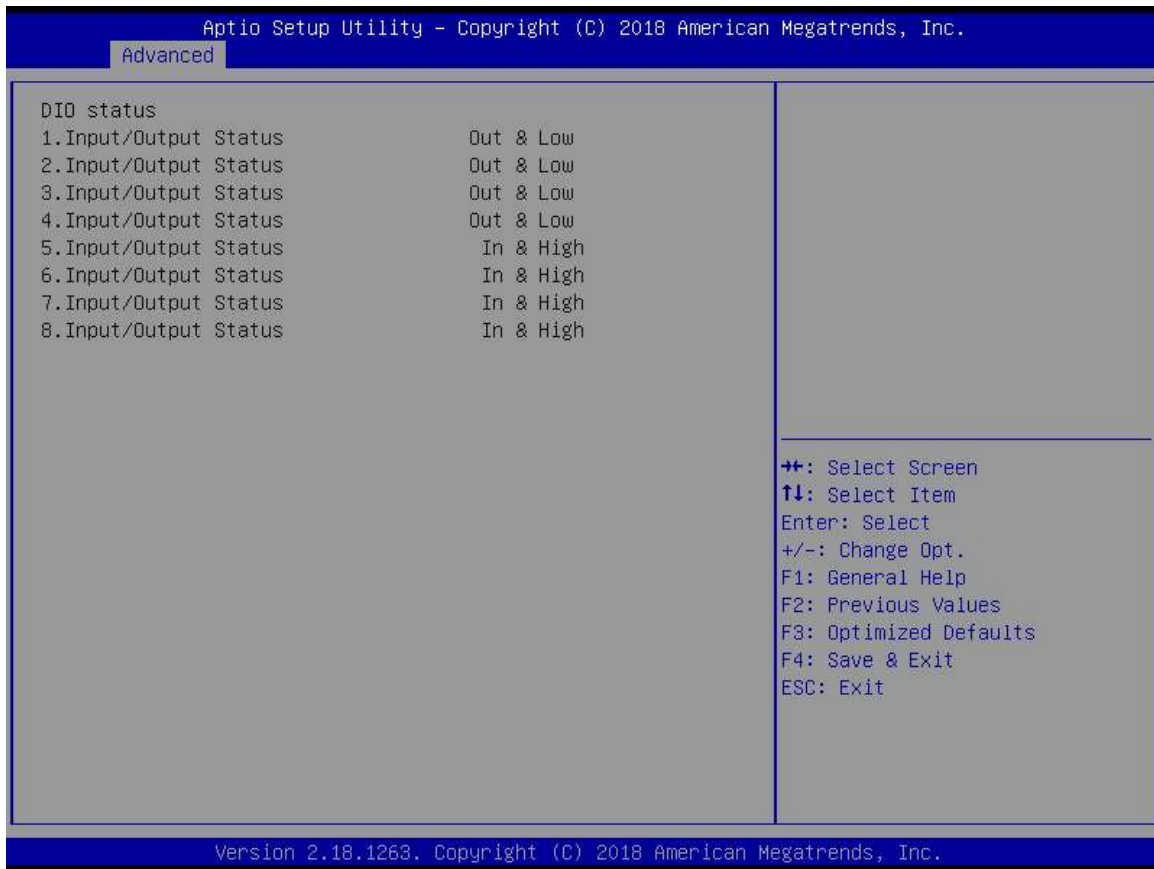 Aptio Setup Utility – Copyright (C) 2018 American Megatrends, Inc.
Advanced
DIO status
1.Input/Output Status Out & Low
2.Input/Output Status Out & Low
3.Input/Output Status Out & Low
4.Input/Output Status Out & Low
5.Input/Output Status In & High
6.Input/Output Status In & High
7.Input/Output Status In & High
8.Input/Output Status In & High
→←: Select Screen
↑↓: Select Item
Enter: Select
+/-: Change Opt.
F1: General Help
F2: Previous Values
F3: Optimized Defaults
F4: Save & Exit
ESC: Exit
Version 2.18.1263. Copyright (C) 2018 American Megatrends, Inc.